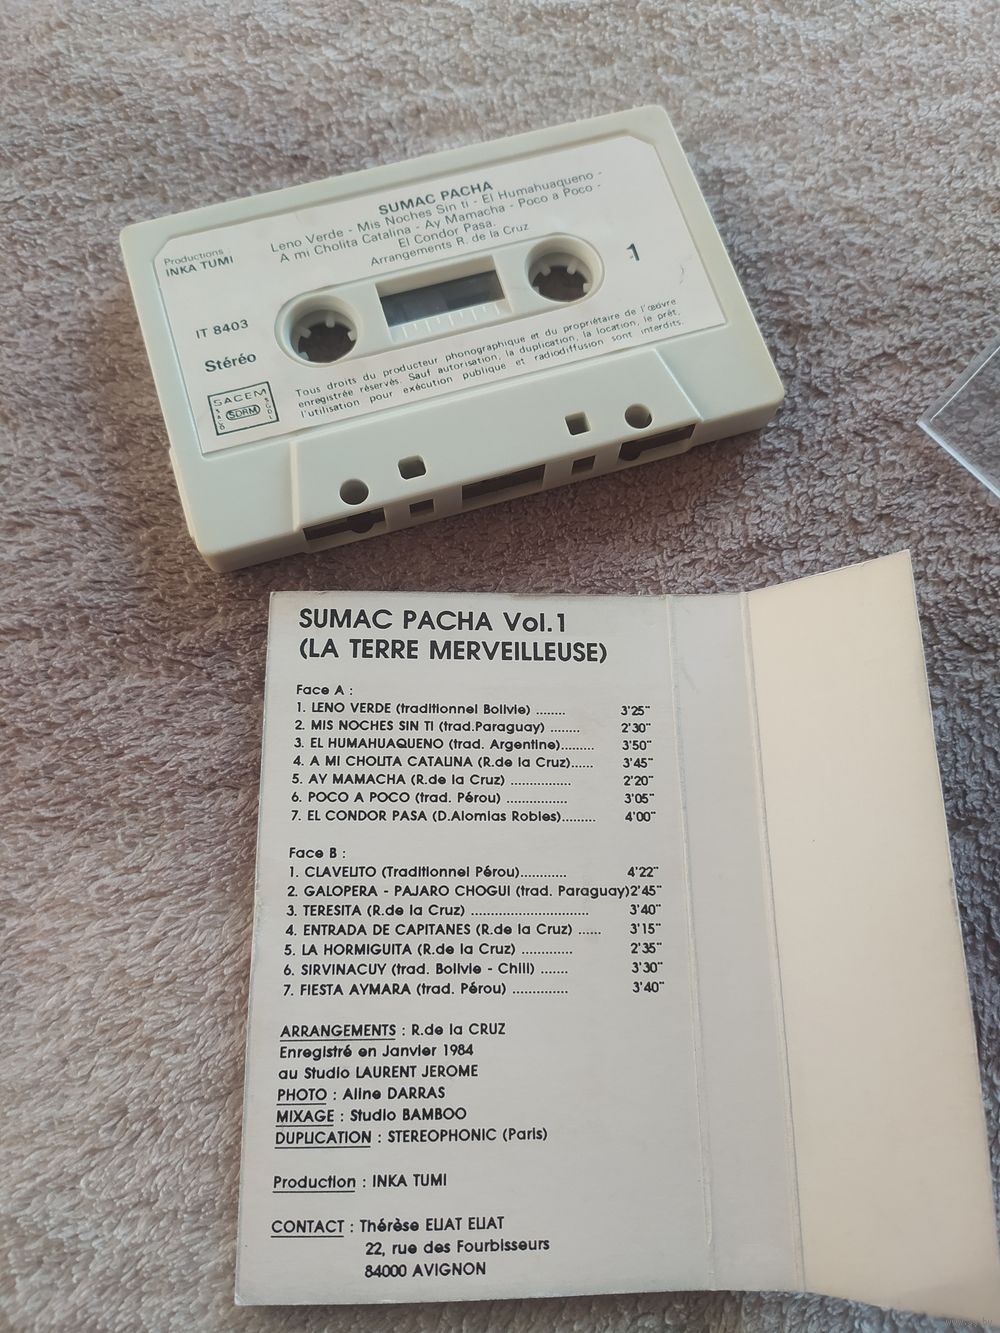 SUMAC PACHA
Leno Verde - Mis Noches Sin ti - El Humahuaqueno -
A mi Cholita Catalina - Ay Mamacha - Poco a Poco -
El Condor Pasa.
Arrangements R. de la Cruz
Productions
INKA TUMI
1
IT 8403
Stéréo
SACEM
SDRM
Tous droits du producteur phonographique et du propriétaire de l'œuvre
enregistrée réservés. Sauf autorisation, la duplication, la location, le prêt,
l'utilisation pour exécution publique et radiodiffusion sont interdits.
SUMAC PACHA Vol.1
(LA TERRE MERVEILLEUSE)
Face A :
1. LENO VERDE (traditionnel Bolivie) ........ 3'25"
2. MIS NOCHES SIN TI (trad.Paraguay) ........ 2'30"
3. EL HUMAHUAQUENO (trad. Argentine)......... 3'50"
4. A MI CHOLITA CATALINA (R.de la Cruz)...... 3'45"
5. AY MAMACHA (R.de la Cruz) ................ 2'20"
6. POCO A POCO (trad. Pérou) ................ 3'05"
7. EL CONDOR PASA (D.Alomias Robles)......... 4'00"
Face B :
1. CLAVELITO (Traditionnel Pérou)............ 4'22"
2. GALOPERA - PAJARO CHOGUI (trad. Paraguay)2'45"
3. TERESITA (R.de la Cruz) ............................... 3'40"
4. ENTRADA DE CAPITANES (R.de la Cruz) ...... 3'15"
5. LA HORMIGUITA (R.de la Cruz) ............. 2'35"
6. SIRVINACUY (trad. Bolivie - Chili) ....... 3'30"
7. FIESTA AYMARA (trad. Pérou) .............. 3'40"
ARRANGEMENTS : R.de la CRUZ
Enregistré en Janvier 1984
au Studio LAURENT JEROME
PHOTO : Aline DARRAS
MIXAGE : Studio BAMBOO
DUPLICATION : STEREOPHONIC (Paris)
Production : INKA TUMI
CONTACT : Thérèse ELIAT ELIAT
22, rue des Fourbisseurs
84000 AVIGNON